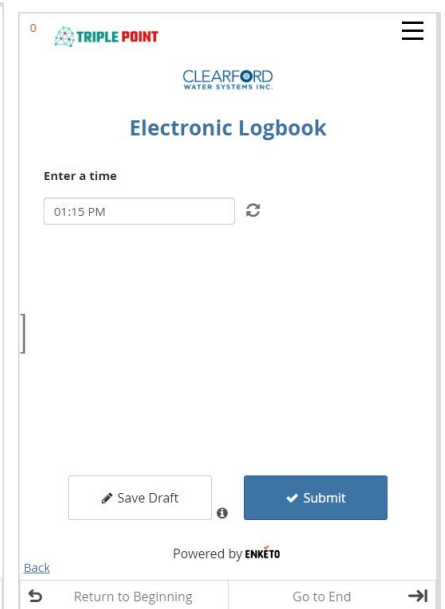 0
TRIPLE POINT
CLEARFORD
WATER SYSTEMS INC.
Electronic Logbook
Enter a time
01:15 PM
Save Draft
Submit
Powered by ENKETO
Back
Return to Beginning
Go to End